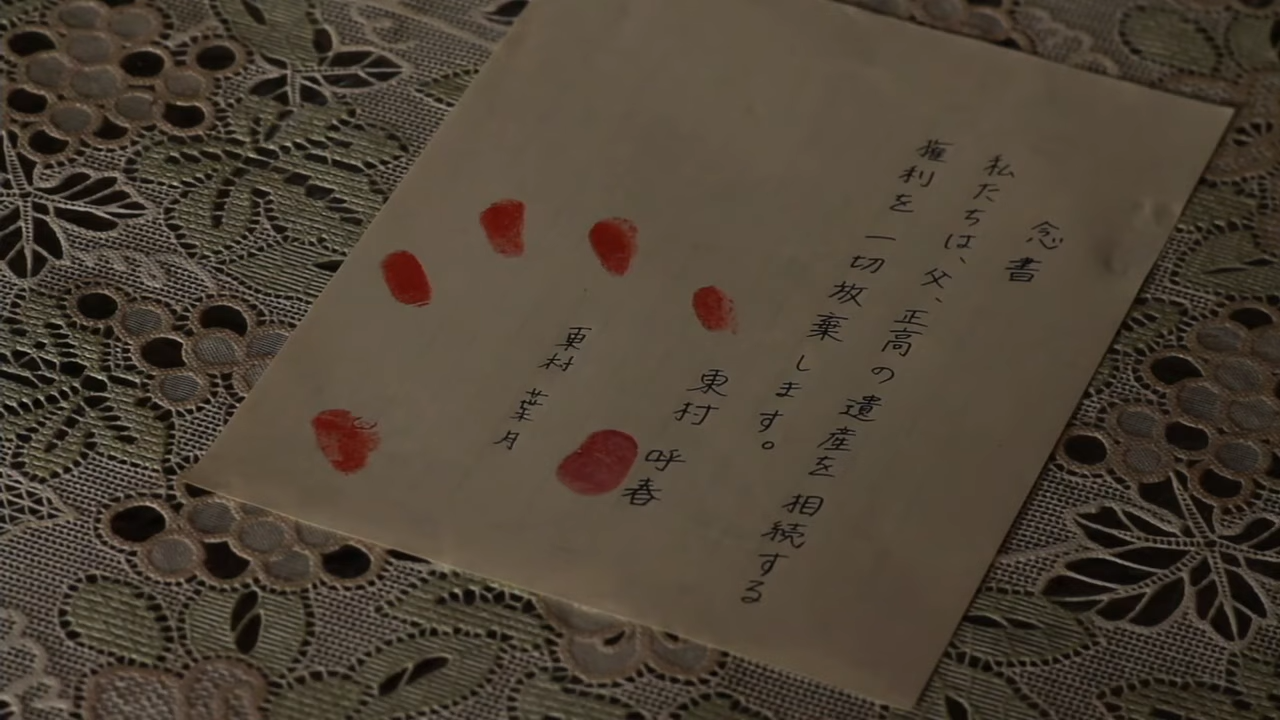 念書
私たちは、父、正高の遺産を相続する
権利を一切放棄します。
東村 呼春
東村 葉月